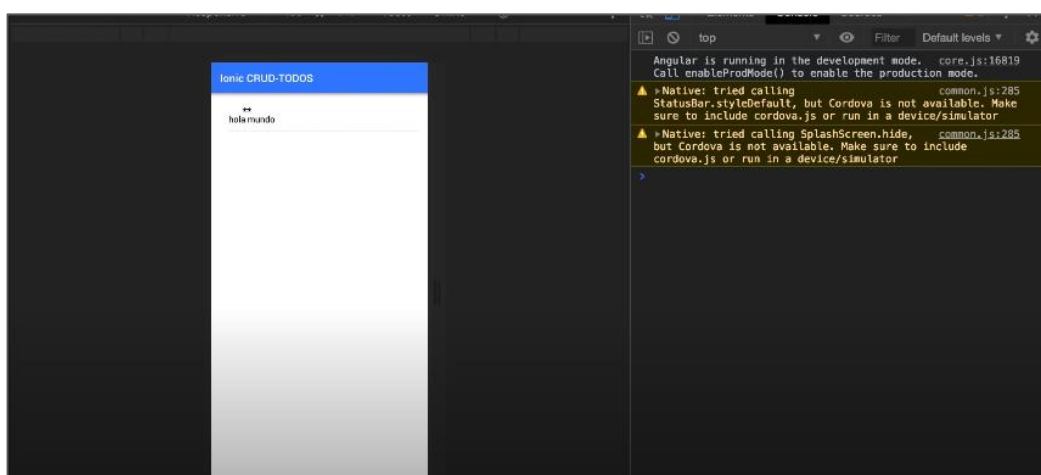 top Filter Default levels
Angular is running in the development mode. core.js:16819
Call enableProdMode() to enable the production mode.
Native: tried calling common.js:285
StatusBar.styleDefault, but Cordova is not available. Make
sure to include cordova.js or run in a device/simulator
Native: tried calling SplashScreen.hide, common.js:285
but Cordova is not available. Make sure to include
cordova.js or run in a device/simulator
Ionic CRUD-TODOS
hola mundo